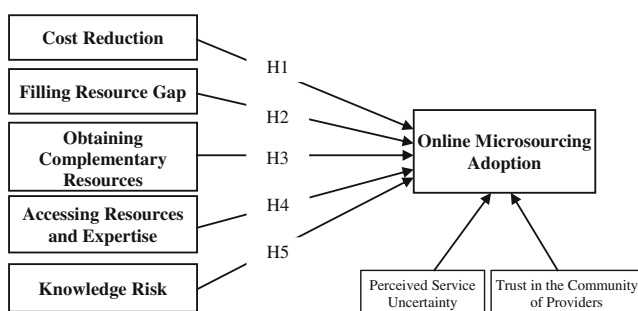 Cost Reduction
H1
Filling Resource Gap
H2
Obtaining
Complementary
Resources
H3
Online Microsourcing
Adoption
Accessing Resources
and Expertise
H4
H5
Knowledge Risk
Perceived Service
Uncertainty
Trust in the Community
of Providers